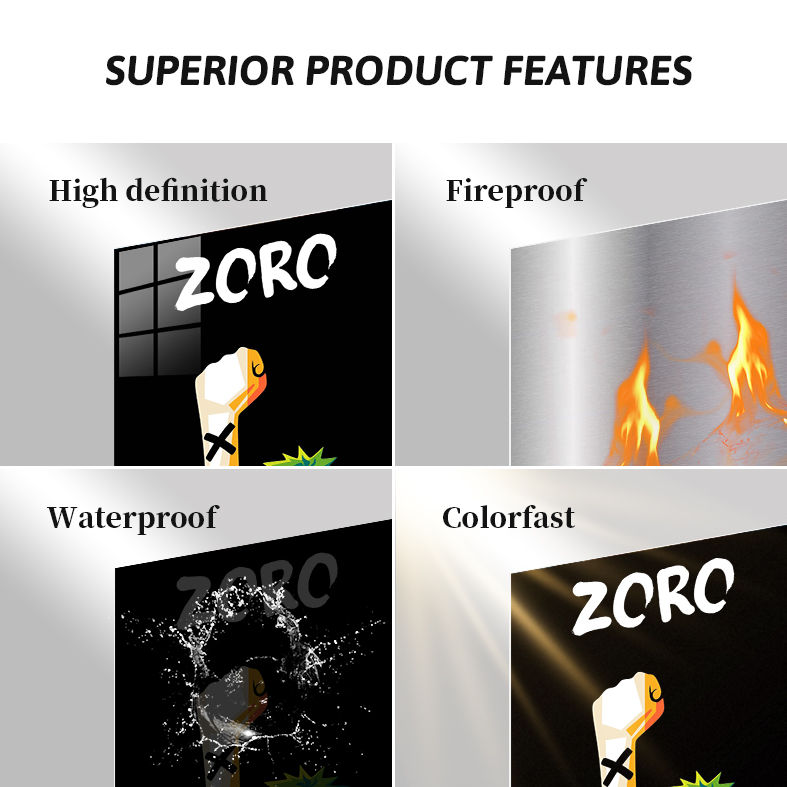 SUPERIOR PRODUCT FEATURES
High definition
Fireproof
ZORO
Waterproof
Colorfast
ZORO
ZORO